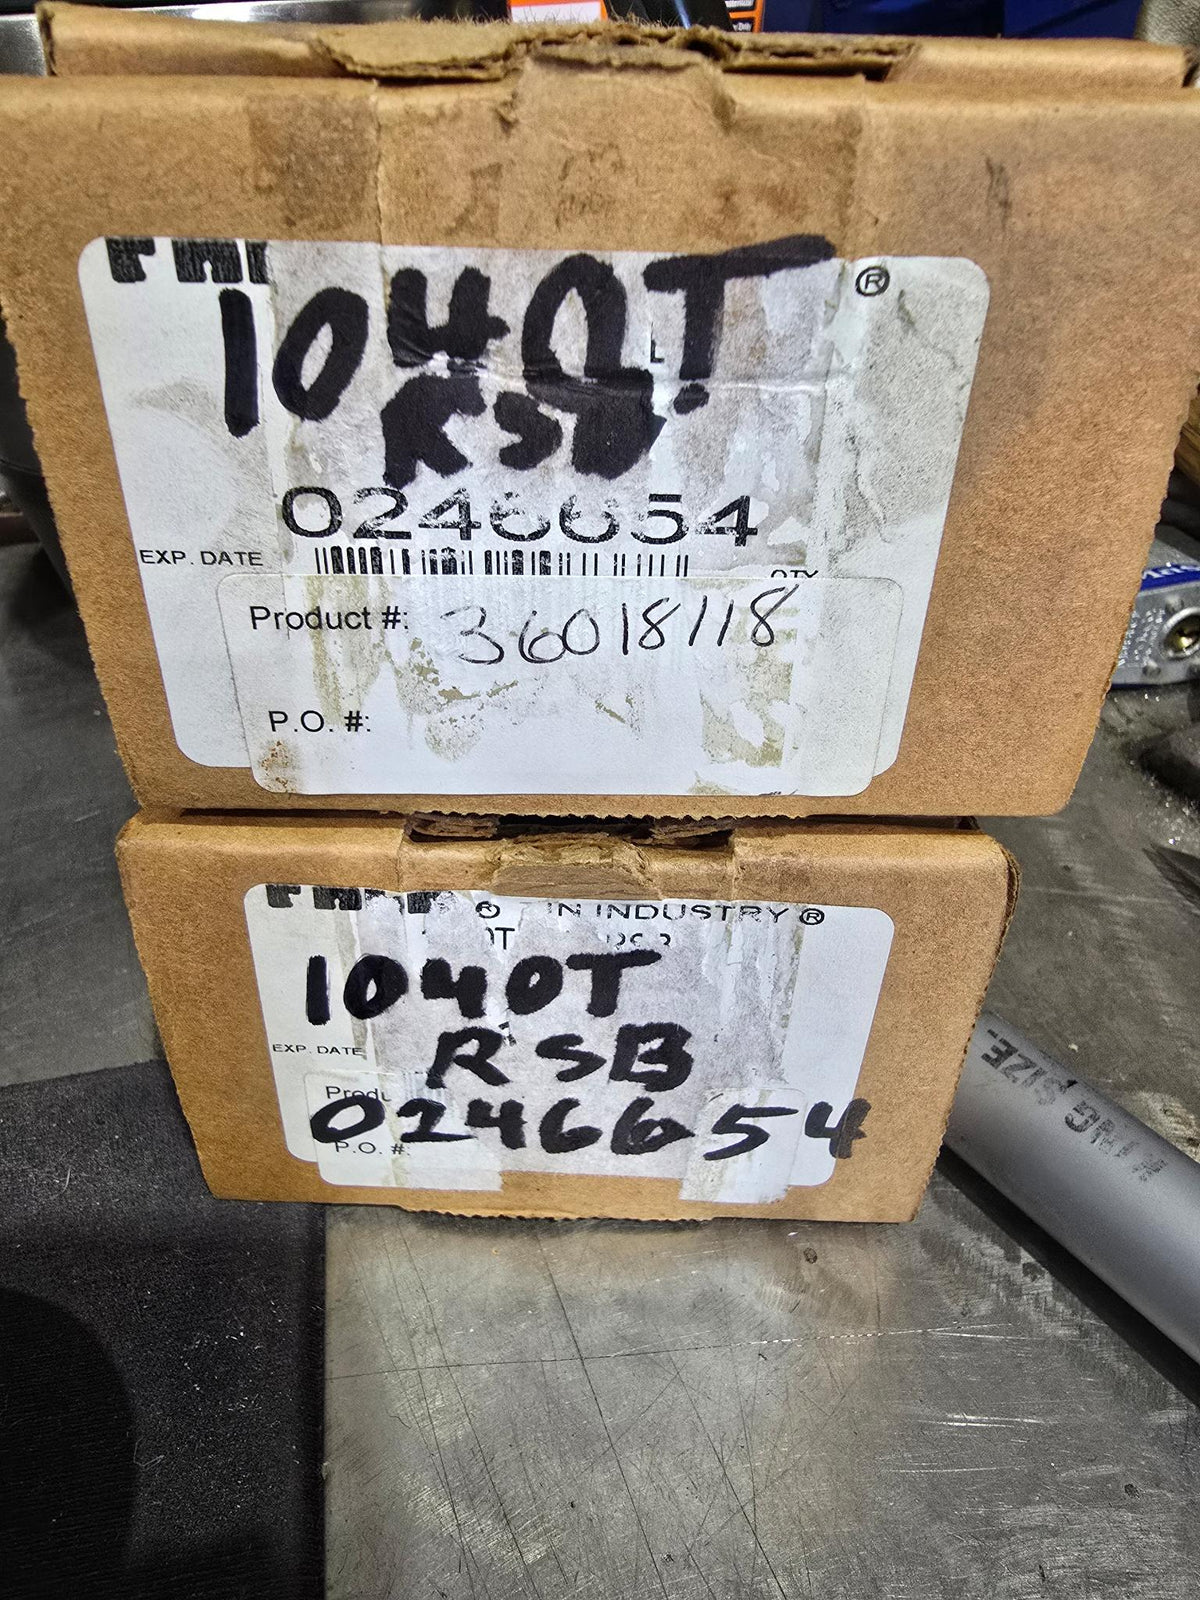 1040T
RSB
®
0246654
EXP. DATE
QTY
Product #: 36018118
P.O. #:
® IN INDUSTRY ®
1040T
RSB
EXP. DATE
0246654
P.O. #:
SIZE